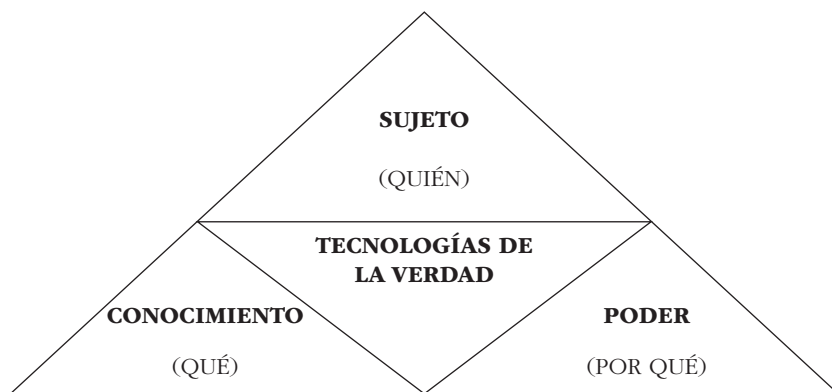 SUJETO
(QUIÉN)
TECNOLOGÍAS DE
LA VERDAD
CONOCIMIENTO
(QUÉ)
PODER
(POR QUÉ)